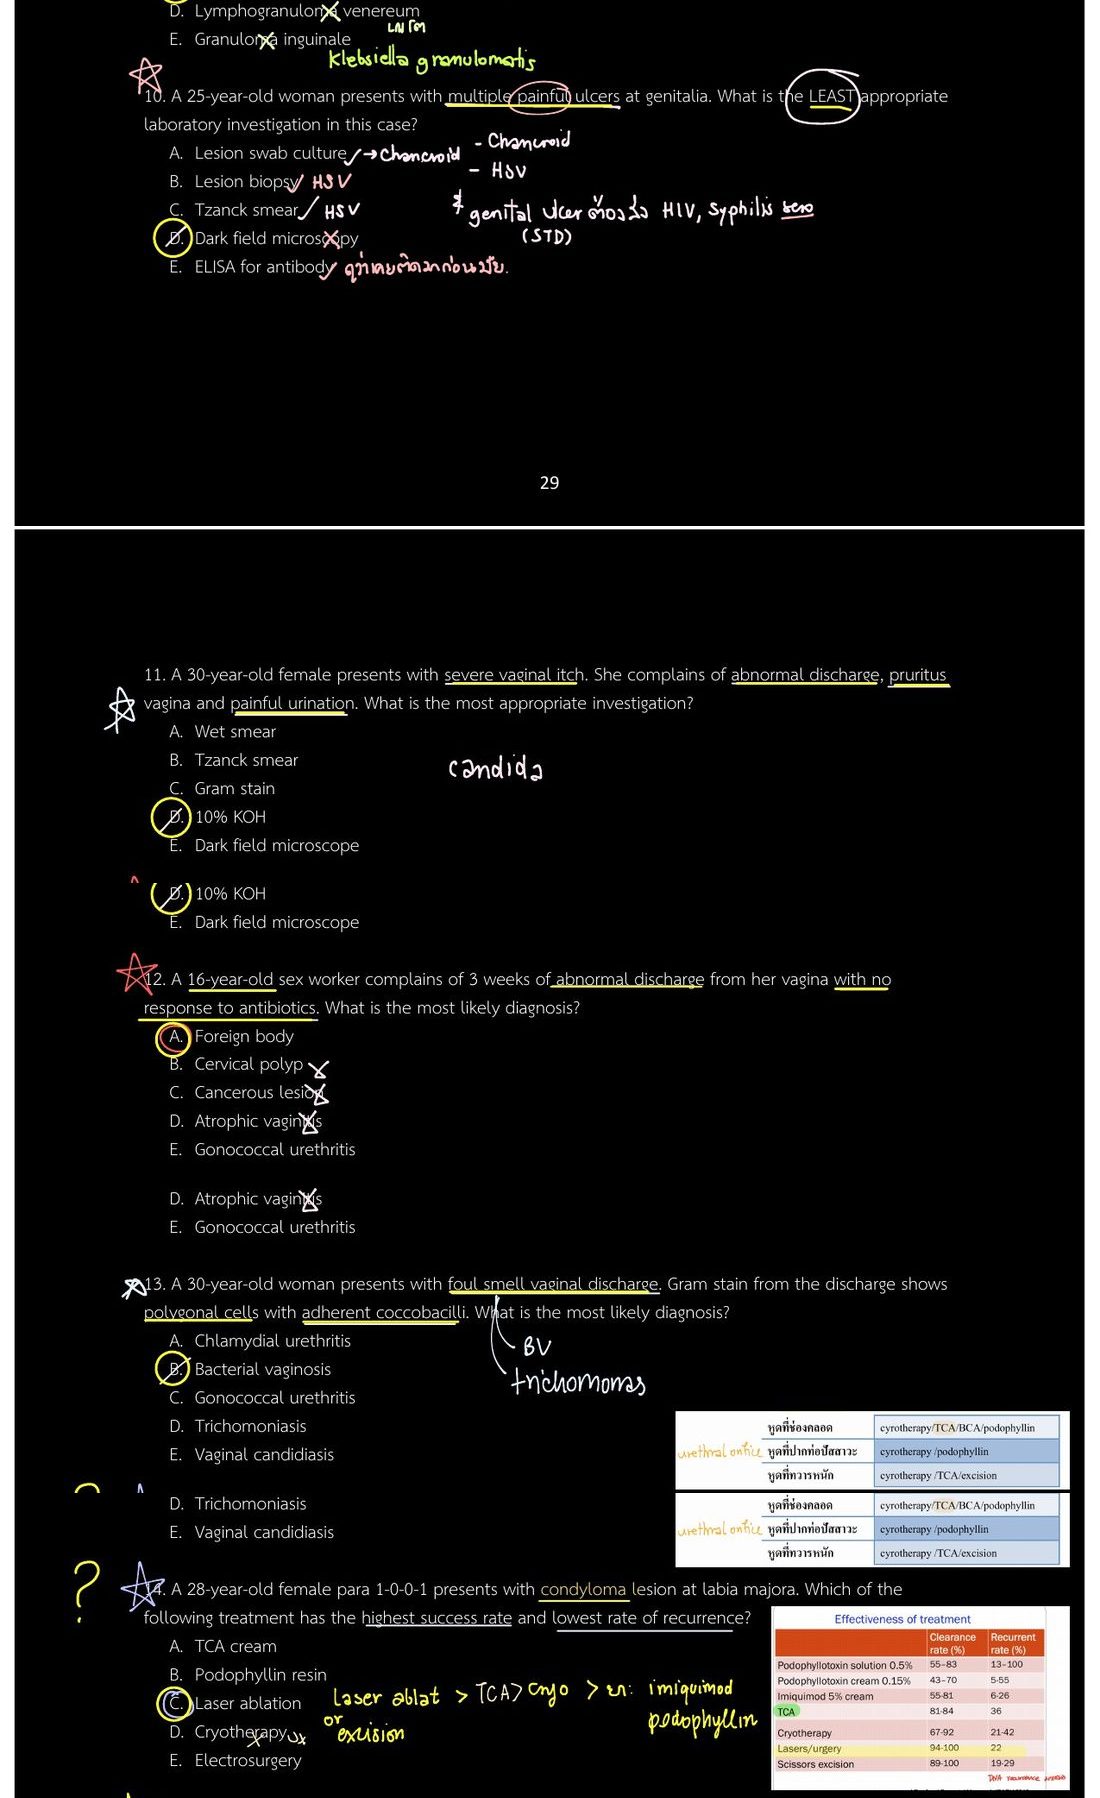 D. Lymphogranuloma venereum
E. Granuloma inguinale
Klebsiella granulomatis
10. A 25-year-old woman presents with multiple painful ulcers at genitalia. What is the LEAST appropriate
laboratory investigation in this case?
A. Lesion swab culture → Chancroid
- Chancroid
- HSV
B. Lesion biopsy HSV
C. Tzanck smear HSV
genital ulcer ต้องส่ง HIV, Syphilis sero
(STD)
D. Dark field microscopy
E. ELISA for antibody ดูว่าเคยติดมาก่อนมั้ย.
29
11. A 30-year-old female presents with severe vaginal itch. She complains of abnormal discharge, pruritus
vagina and painful urination. What is the most appropriate investigation?
A. Wet smear
B. Tzanck smear
candida
C. Gram stain
D. 10% KOH
E. Dark field microscope
D. 10% KOH
E. Dark field microscope
12. A 16-year-old sex worker complains of 3 weeks of abnormal discharge from her vagina with no
response to antibiotics. What is the most likely diagnosis?
A. Foreign body
B. Cervical polyp
C. Cancerous lesion
D. Atrophic vaginitis
E. Gonococcal urethritis
D. Atrophic vaginitis
E. Gonococcal urethritis
13. A 30-year-old woman presents with foul smell vaginal discharge. Gram stain from the discharge shows
polygonal cells with adherent coccobacilli. What is the most likely diagnosis?
A. Chlamydial urethritis
BV
B. Bacterial vaginosis
trichomonas
C. Gonococcal urethritis
D. Trichomoniasis
E. Vaginal candidiasis
หูดที่ช่องคลอด cyrotherapy/TCA/BCA/podophyllin
urethral orifice หูดที่ปากท่อปัสสาวะ cyrotherapy /podophyllin
หูดที่ทวารหนัก cyrotherapy /TCA/excision
D. Trichomoniasis
E. Vaginal candidiasis
หูดที่ช่องคลอด cyrotherapy/TCA/BCA/podophyllin
urethral orifice หูดที่ปากท่อปัสสาวะ cyrotherapy /podophyllin
หูดที่ทวารหนัก cyrotherapy /TCA/excision
?
14. A 28-year-old female para 1-0-0-1 presents with condyloma lesion at labia majora. Which of the
following treatment has the highest success rate and lowest rate of recurrence?
A. TCA cream
B. Podophyllin resin
C. Laser ablation
D. Cryotherapy
E. Electrosurgery
Laser ablat > TCA > Cryo > ยา: imiquimod
or
excision
podophyllin
Effectiveness of treatment
Clearance rate (%) Recurrent rate (%)
Podophyllotoxin solution 0.5% 55–83 13-100
Podophyllotoxin cream 0.15% 43–70 5-55
Imiquimod 5% cream 55-81 6-26
TCA 81-84 36
Cryotherapy 67-92 21-42
Lasers/urgery 94-100 22
Scissors excision 89-100 19-29